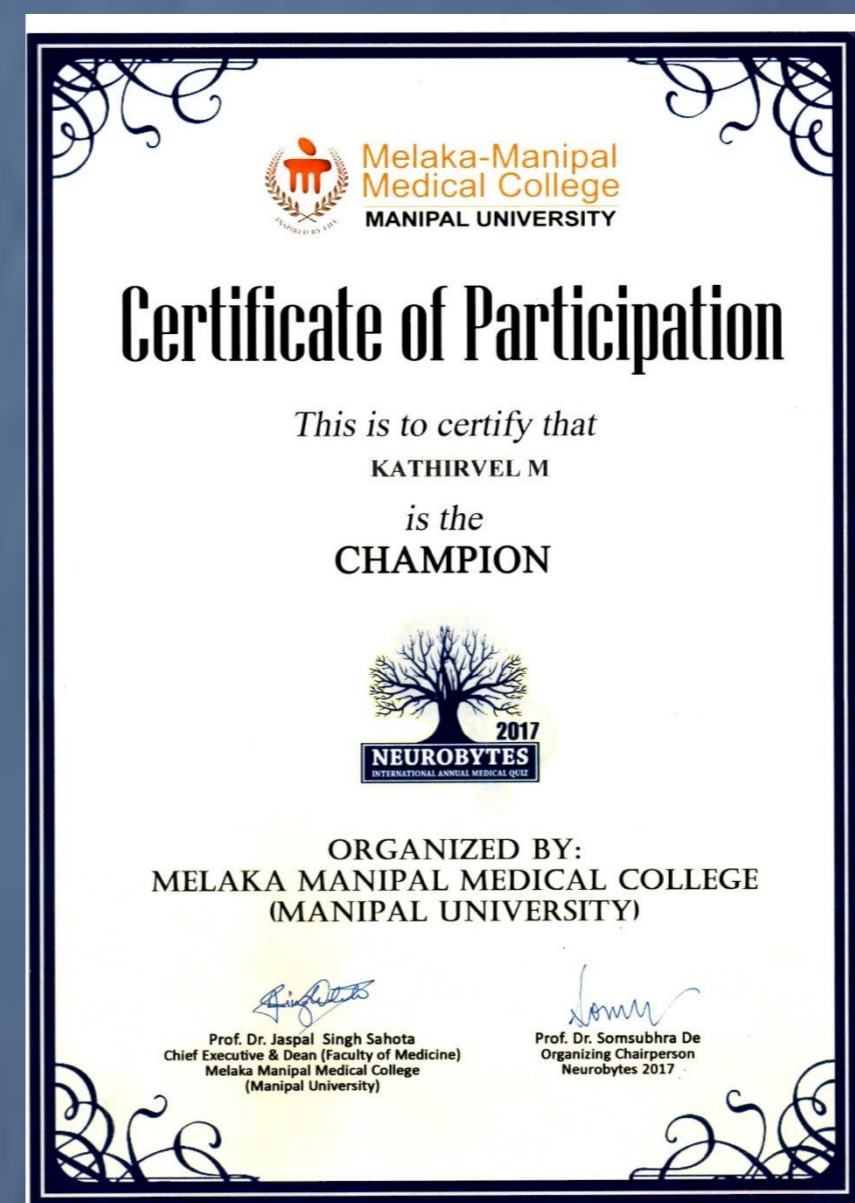 Melaka-Manipal
Medical College
MANIPAL UNIVERSITY
INSPIRED BY LIFE
Certificate of Participation
This is to certify that
KATHIRVEL M
is the
CHAMPION
2017
NEUROBYTES
INTERNATIONAL ANNUAL MEDICAL QUIZ
ORGANIZED BY:
MELAKA MANIPAL MEDICAL COLLEGE
(MANIPAL UNIVERSITY)
Prof. Dr. Jaspal Singh Sahota
Chief Executive & Dean (Faculty of Medicine)
Melaka Manipal Medical College
(Manipal University)
Prof. Dr. Somsubhra De
Organizing Chairperson
Neurobytes 2017